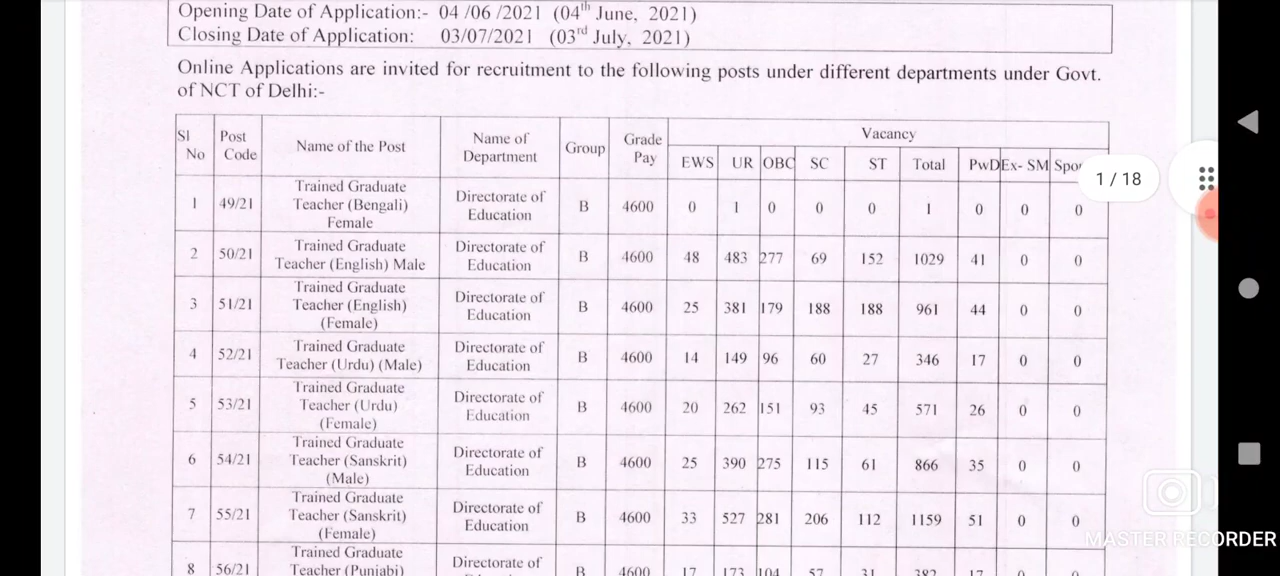 Opening Date of Application:- 04 /06 /2021 (04th June, 2021)
Closing Date of Application: 03/07/2021 (03rd July, 2021)
Online Applications are invited for recruitment to the following posts under different departments under Govt.
of NCT of Delhi:-
Sl No Post Code Name of the Post Name of Department Group Grade Pay Vacancy
EWS UR OBC SC ST Total PwD Ex- SM
1 49/21 Trained Graduate Teacher (Bengali) Female Directorate of Education B 4600 0 1 0 0 0 1 0 0 0
2 50/21 Trained Graduate Teacher (English) Male Directorate of Education B 4600 48 483 277 69 152 1029 41 0 0
3 51/21 Trained Graduate Teacher (English) (Female) Directorate of Education B 4600 25 381 179 188 188 961 44 0 0
4 52/21 Trained Graduate Teacher (Urdu) (Male) Directorate of Education B 4600 14 149 96 60 27 346 17 0 0
5 53/21 Trained Graduate Teacher (Urdu) (Female) Directorate of Education B 4600 20 262 151 93 45 571 26 0 0
6 54/21 Trained Graduate Teacher (Sanskrit) (Male) Directorate of Education B 4600 25 390 275 115 61 866 35 0 0
7 55/21 Trained Graduate Teacher (Sanskrit) (Female) Directorate of Education B 4600 33 527 281 206 112 1159 51 0 0
8 56/21 Trained Graduate Teacher (Punjabi) Directorate of B 4600 17 173 104 57 31 382 17 0 0
1 / 18
MASTER RECORDER